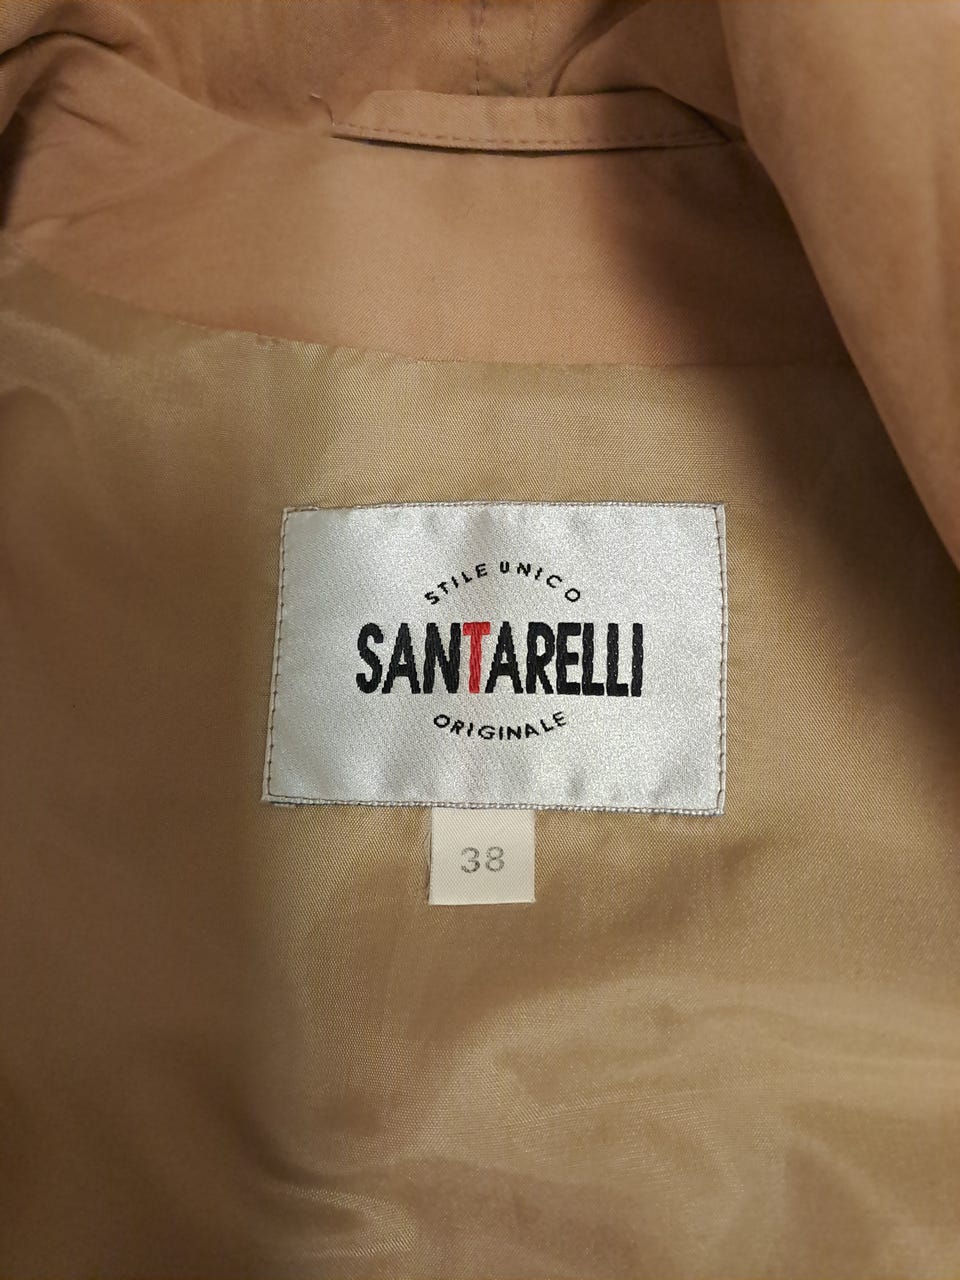 STILE UNICO
SANTARELLI
ORIGINALE
38